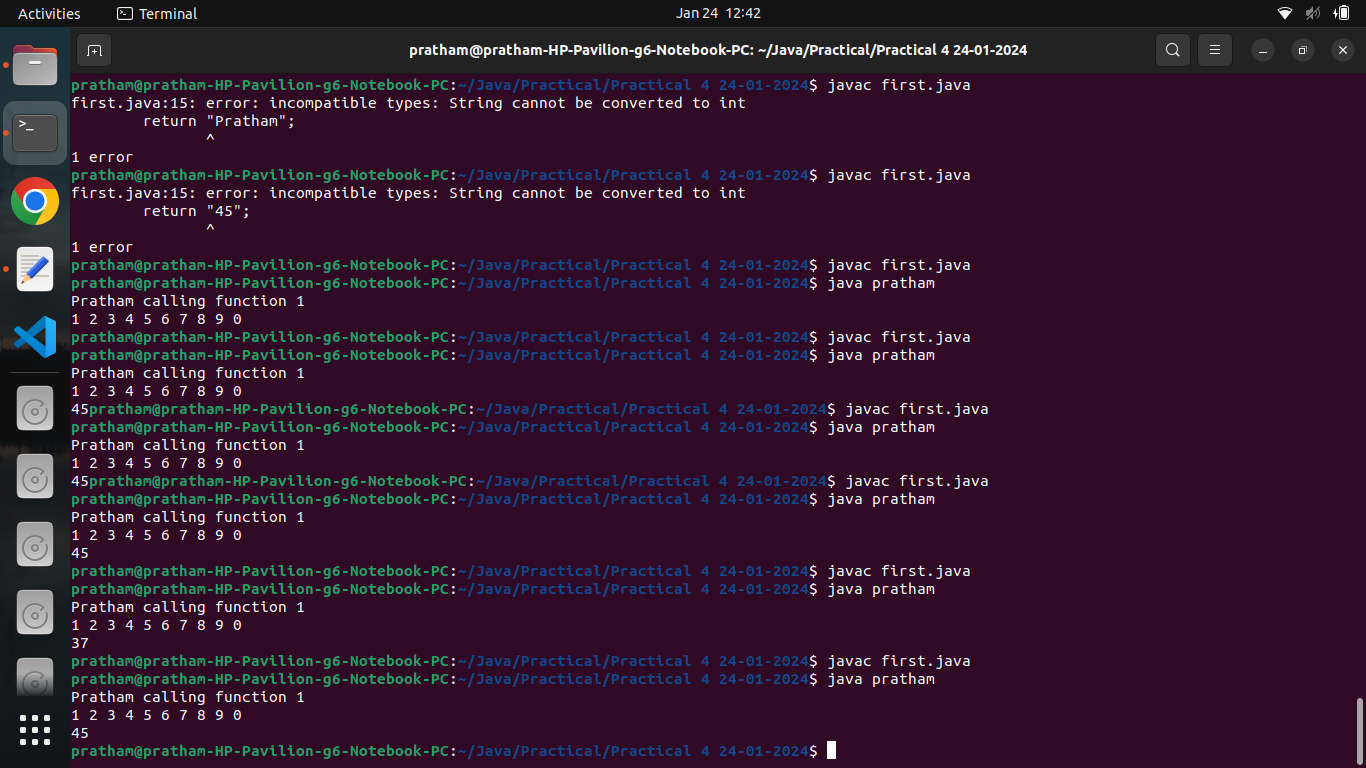 Activities
Terminal
Jan 24 12:42
pratham@pratham-HP-Pavilion-g6-Notebook-PC: ~/Java/Practical/Practical 4 24-01-2024
pratham@pratham-HP-Pavilion-g6-Notebook-PC:~/Java/Practical/Practical 4 24-01-2024$ javac first.java
first.java:15: error: incompatible types: String cannot be converted to int
        return "Pratham";
               ^
1 error
pratham@pratham-HP-Pavilion-g6-Notebook-PC:~/Java/Practical/Practical 4 24-01-2024$ javac first.java
first.java:15: error: incompatible types: String cannot be converted to int
        return "45";
               ^
1 error
pratham@pratham-HP-Pavilion-g6-Notebook-PC:~/Java/Practical/Practical 4 24-01-2024$ javac first.java
pratham@pratham-HP-Pavilion-g6-Notebook-PC:~/Java/Practical/Practical 4 24-01-2024$ java pratham
Pratham calling function 1
1 2 3 4 5 6 7 8 9 0
pratham@pratham-HP-Pavilion-g6-Notebook-PC:~/Java/Practical/Practical 4 24-01-2024$ javac first.java
pratham@pratham-HP-Pavilion-g6-Notebook-PC:~/Java/Practical/Practical 4 24-01-2024$ java pratham
Pratham calling function 1
1 2 3 4 5 6 7 8 9 0
45pratham@pratham-HP-Pavilion-g6-Notebook-PC:~/Java/Practical/Practical 4 24-01-2024$ javac first.java
pratham@pratham-HP-Pavilion-g6-Notebook-PC:~/Java/Practical/Practical 4 24-01-2024$ java pratham
Pratham calling function 1
1 2 3 4 5 6 7 8 9 0
45pratham@pratham-HP-Pavilion-g6-Notebook-PC:~/Java/Practical/Practical 4 24-01-2024$ javac first.java
pratham@pratham-HP-Pavilion-g6-Notebook-PC:~/Java/Practical/Practical 4 24-01-2024$ java pratham
Pratham calling function 1
1 2 3 4 5 6 7 8 9 0
45
pratham@pratham-HP-Pavilion-g6-Notebook-PC:~/Java/Practical/Practical 4 24-01-2024$ javac first.java
pratham@pratham-HP-Pavilion-g6-Notebook-PC:~/Java/Practical/Practical 4 24-01-2024$ java pratham
Pratham calling function 1
1 2 3 4 5 6 7 8 9 0
37
pratham@pratham-HP-Pavilion-g6-Notebook-PC:~/Java/Practical/Practical 4 24-01-2024$ javac first.java
pratham@pratham-HP-Pavilion-g6-Notebook-PC:~/Java/Practical/Practical 4 24-01-2024$ java pratham
Pratham calling function 1
1 2 3 4 5 6 7 8 9 0
45
pratham@pratham-HP-Pavilion-g6-Notebook-PC:~/Java/Practical/Practical 4 24-01-2024$